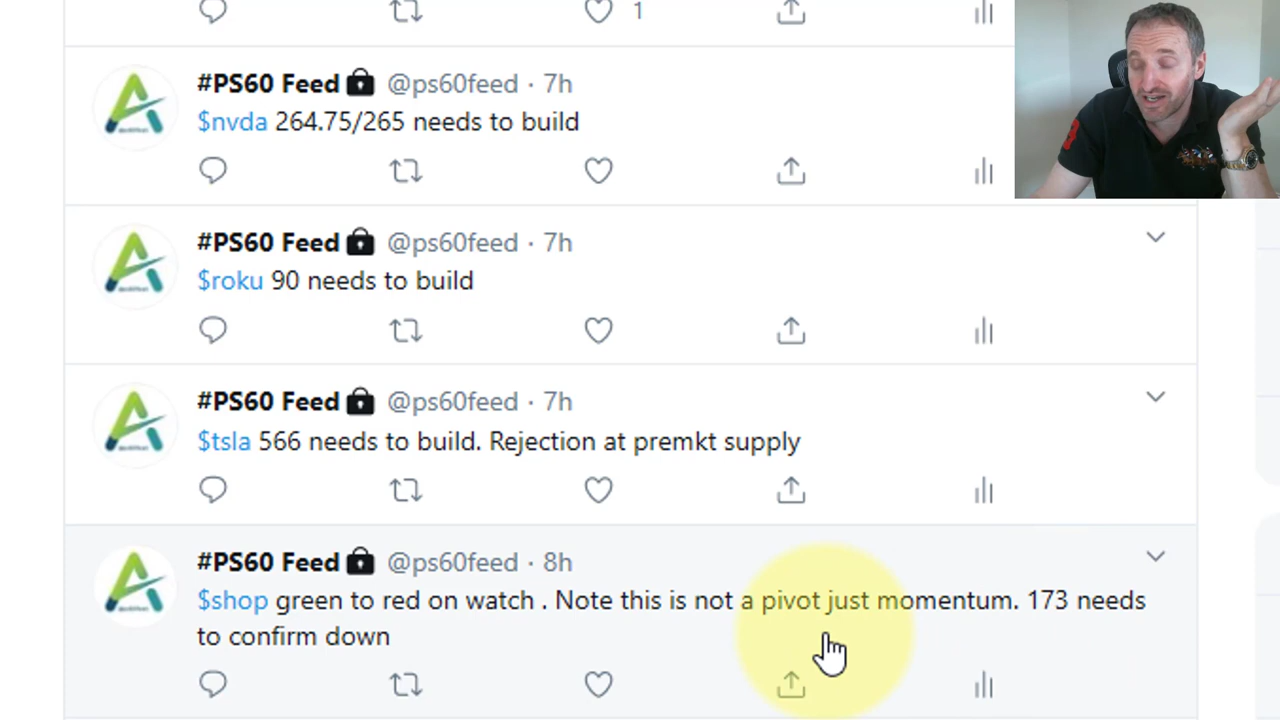 1
#PS60 Feed @ps60feed · 7h
$nvda 264.75/265 needs to build
#PS60 Feed @ps60feed · 7h
$roku 90 needs to build
#PS60 Feed @ps60feed · 7h
$tsla 566 needs to build. Rejection at premkt supply
#PS60 Feed @ps60feed · 8h
$shop green to red on watch . Note this is not a pivot just momentum. 173 needs
to confirm down